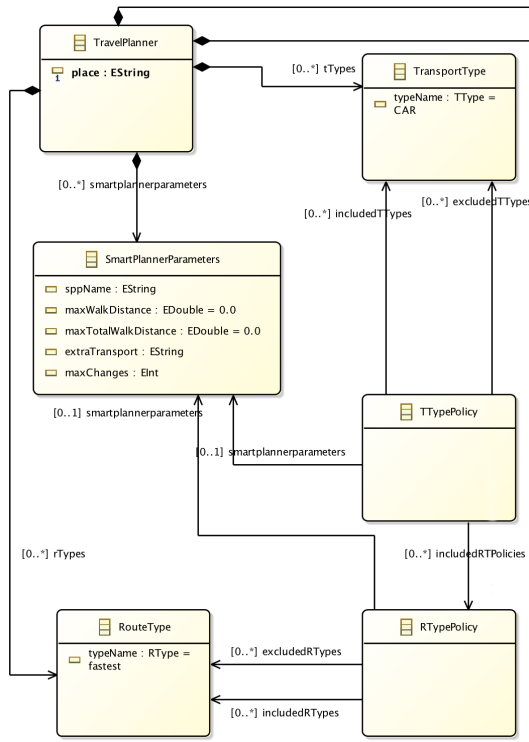 TravelPlanner
place : EString
[0..*] tTypes
TransportType
typeName : TType =
CAR
[0..*] smartplannerparameters
[0..*] includedTTypes
[0..*] excludedTTypes
SmartPlannerParameters
sppName : EString
maxWalkDistance : EDouble = 0.0
maxTotalWalkDistance : EDouble = 0.0
extraTransport : EString
maxChanges : EInt
[0..1] smartplannerparameters
TTypePolicy
[0..1] smartplannerparameters
[0..*] rTypes
[0..*] includedRTPolicies
RouteType
typeName : RType =
fastest
[0..*] excludedRTypes
[0..*] includedRTypes
RTypePolicy